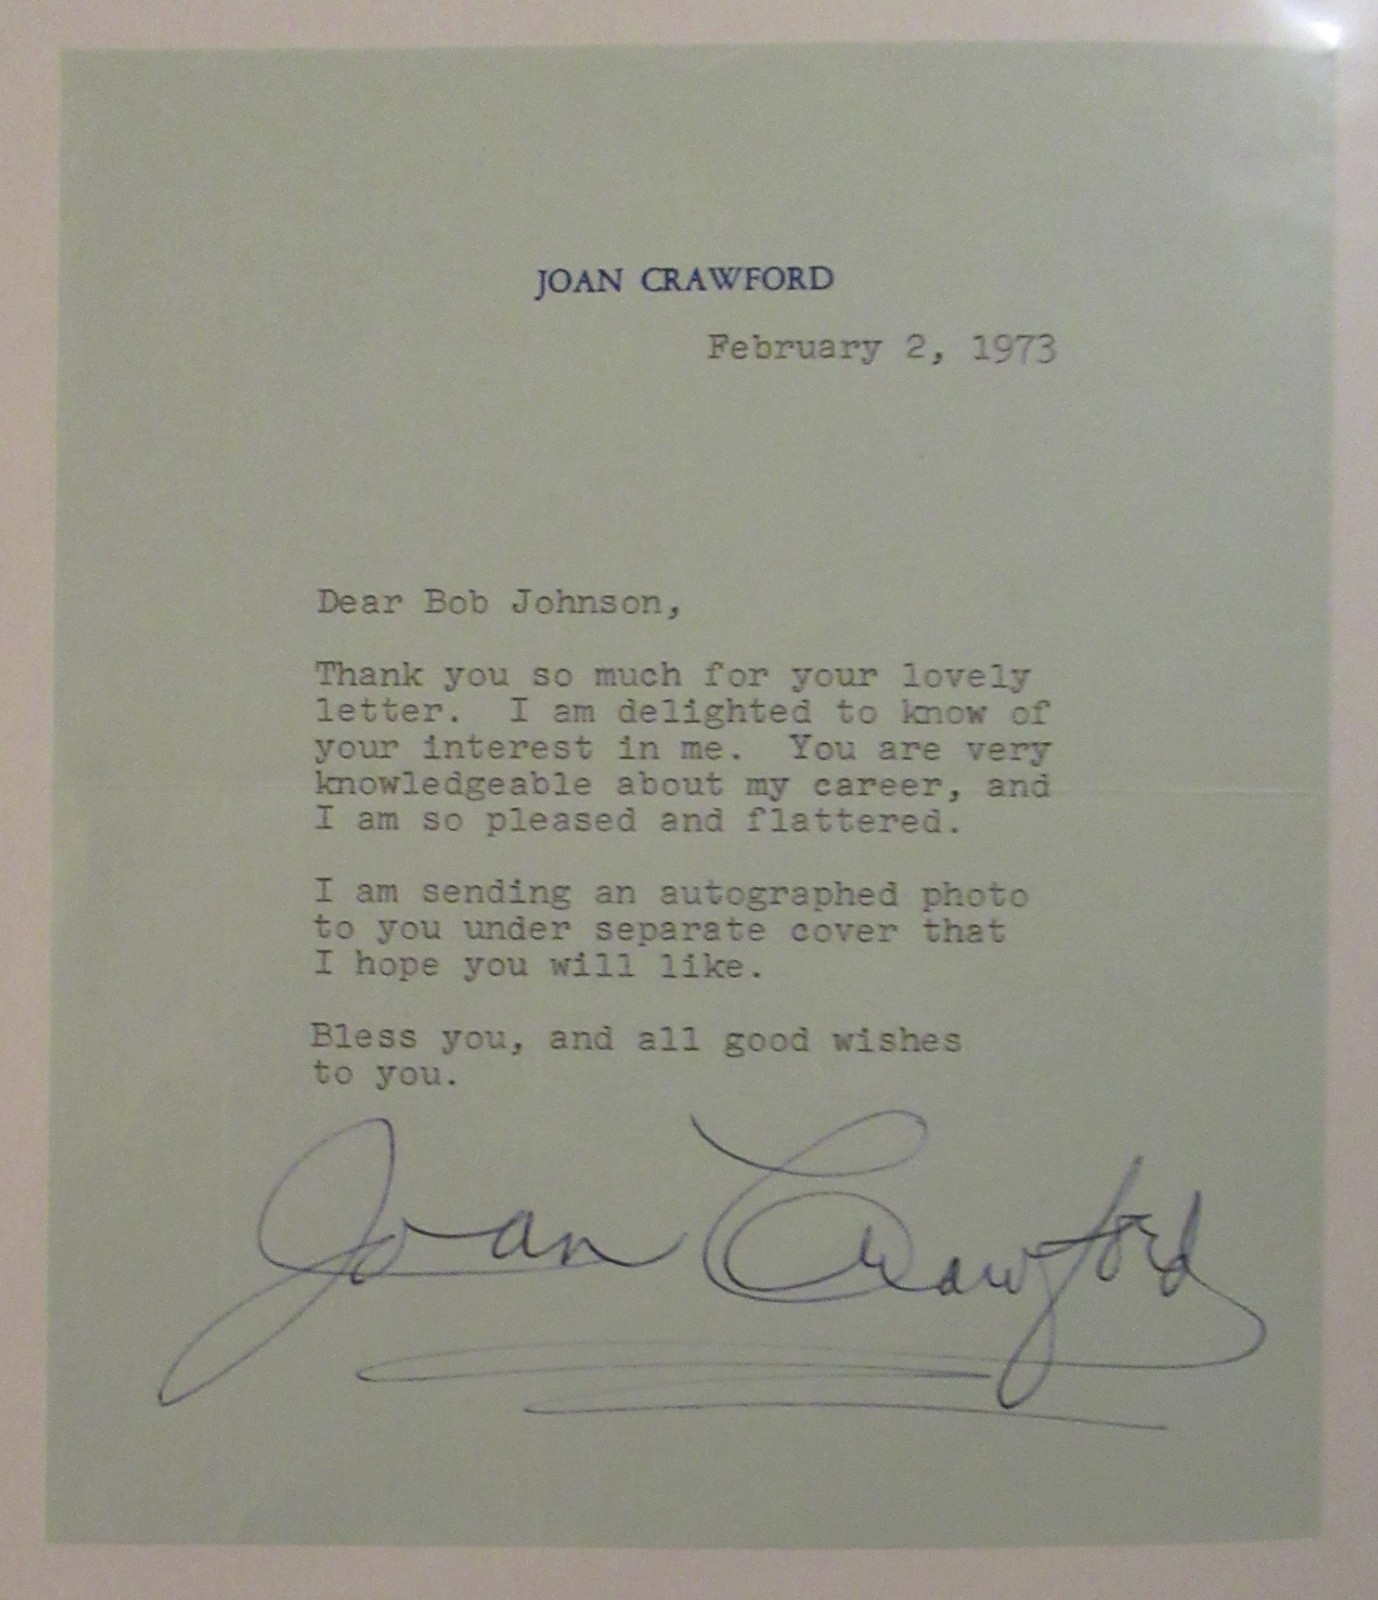 JOAN CRAWFORD
February 2, 1973
Dear Bob Johnson,
Thank you so much for your lovely
letter.  I am delighted to know of
your interest in me.  You are very
knowledgeable about my career, and
I am so pleased and flattered.
I am sending an autographed photo
to you under separate cover that
I hope you will like.
Bless you, and all good wishes
to you.
Joan Crawford